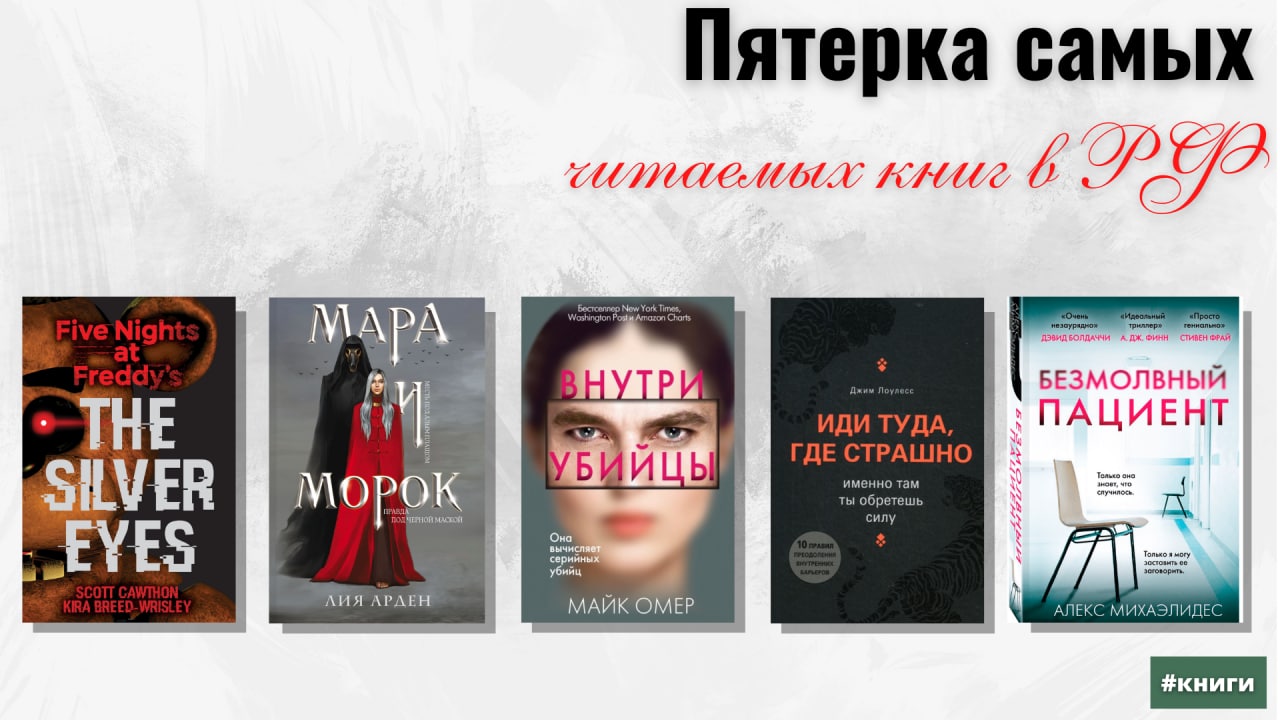 Пятерка самых
читаемых книг в РФ
Five Nights
at
Freddy's
THE
SILVER
EYES
SCOTT CAWTHON
KIRA BREED-WRISLEY
МАРА
И
МОРОК
ПРАВДА
ПОД ЧЕРНОЙ МАСКОЙ
ЛИЯ АРДЕН
Бестселлер New York Times,
Washington Post и Amazon Charts
ВНУТРИ
УБИЙЦЫ
Она
вычисляет
серийных
убийц
МАЙК ОМЕР
Джим Лоулесс
ИДИ ТУДА,
ГДЕ СТРАШНО
именно там
ты обретешь
силу
10 ПРАВИЛ
ПРЕОДОЛЕНИЯ
ВНУТРЕННИХ
БАРЬЕРОВ
«Очень
незаурядно»
ДЭВИД БОЛДАЧЧИ
«Идеальный
триллер»
А. ДЖ. ФИНН
«Просто
гениально»
СТИВЕН ФРАЙ
БЕЗМОЛВНЫЙ
ПАЦИЕНТ
БЕЗМОЛВНЫЙ
ПАЦИЕНТ
Только она
знает, что
случилось.
Только я могу
заставить ее
заговорить.
АЛЕКС МИХАЭЛИДЕС
#книги